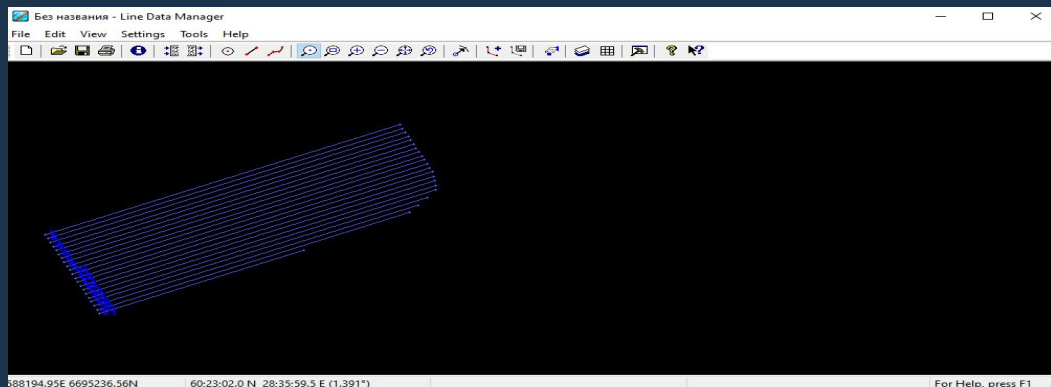 Без названия - Line Data Manager
File Edit View Settings Tools Help
588194.95E 6695236.56N 60:23:02.0 N 28:35:59.5 E (1.391°) For Help, press F1